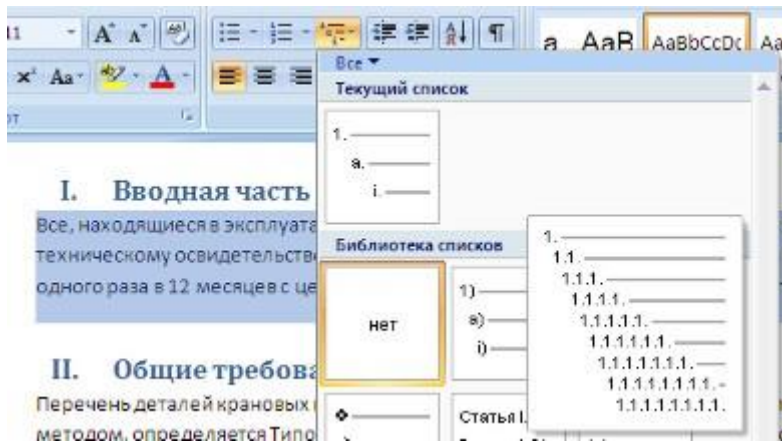 11 A A
a AaB AaBbCcDc Aa
x² Aa А
Все
Текущий список
1.
a.
i.
I. Вводная часть
Все, находящиеся в эксплуата
техническому освидетельство
одного раза в 12 месяцев с це
Библиотека списков
нет
1)
a)
i)
1.
1.1.
1.1.1.
1.1.1.1.
1.1.1.1.1.
1.1.1.1.1.1.
1.1.1.1.1.1.1.
1.1.1.1.1.1.1.1.
1.1.1.1.1.1.1.1.1.
II. Общие требова
Перечень деталей крановых
Статья I.
методом, определяется Типо